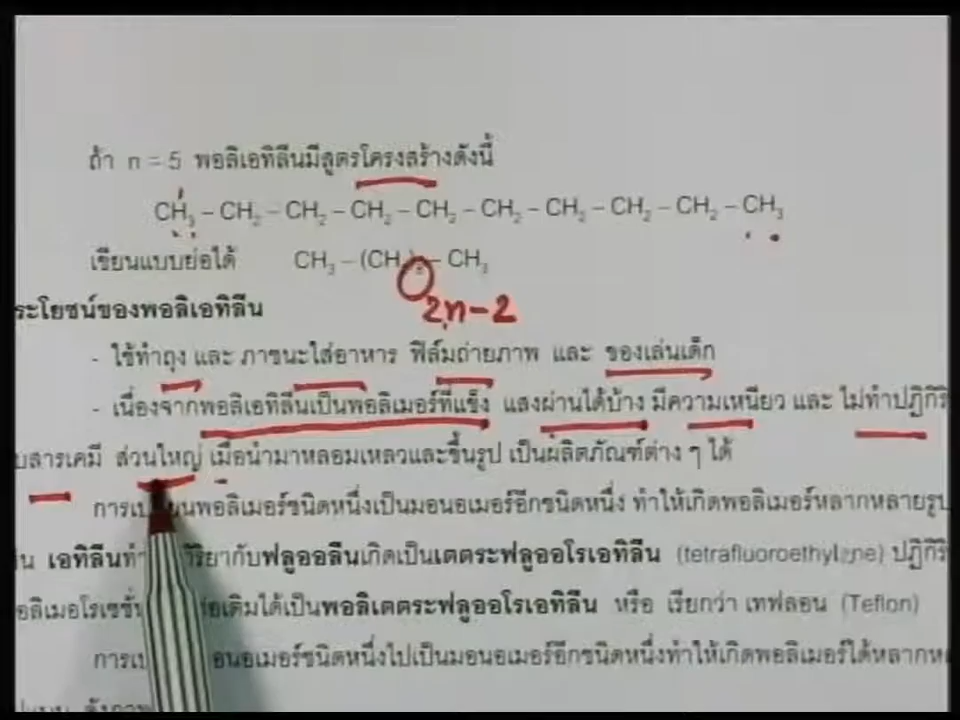 ถ้า n = 5 พอลิเอทิลีนมีสูตรโครงสร้างดังนี้
CH₃ – CH₂ – CH₂ – CH₂ – CH₂ – CH₂ – CH₂ – CH₂ – CH₂ – CH₃
เขียนแบบย่อได้ CH₃ – (CH₂)₈ – CH₃
2n-2
ระโยชน์ของพอลิเอทิลีน
- ใช้ทำถุง และ ภาชนะใส่อาหาร ฟิล์มถ่ายภาพ และ ของเล่นเด็ก
- เนื่องจากพอลิเอทิลีนเป็นพอลิเมอร์ที่แข็ง แสงผ่านได้บ้าง มีความเหนียว และ ไม่ทำปฏิกิริ
บสารเคมี ส่วนใหญ่ เมื่อนำมาหลอมเหลวและขึ้นรูป เป็นผลิตภัณฑ์ต่าง ๆ ได้
การเปลี่ยนพอลิเมอร์ชนิดหนึ่งเป็นมอนอเมอร์อีกชนิดหนึ่ง ทำให้เกิดพอลิเมอร์หลากหลายรูป
น เอทิลีนทำ ริยากับฟลูออลีนเกิดเป็นเตตระฟลูออโรเอทิลีน (tetrafluoroethylene) ปฏิกิริ
อลิเมอโรเซชั่น ่อเติมได้เป็นพอลิเตตระฟลูออโรเอทิลีน หรือ เรียกว่า เทฟลอน (Teflon)
การเป อนอเมอร์ชนิดหนึ่งไปเป็นมอนอเมอร์อีกชนิดหนึ่งทำให้เกิดพอลิเมอร์ได้หลากห